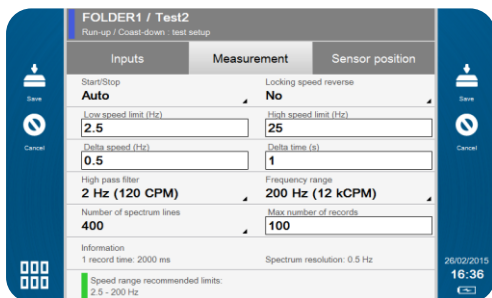 FOLDER1 / Test2
Run-up / Coast-down : test setup
Inputs
Measurement
Sensor position
Start/Stop
Auto
Locking speed reverse
No
Low speed limit (Hz)
2.5
High speed limit (Hz)
25
Delta speed (Hz)
0.5
Delta time (s)
1
High pass filter
2 Hz (120 CPM)
Frequency range
200 Hz (12 kCPM)
Number of spectrum lines
400
Max number of records
100
Information
1 record time: 2000 ms
Spectrum resolution: 0.5 Hz
Speed range recommended limits:
2.5 - 200 Hz
Save
Cancel
Save
Cancel
26/02/2015
16:36